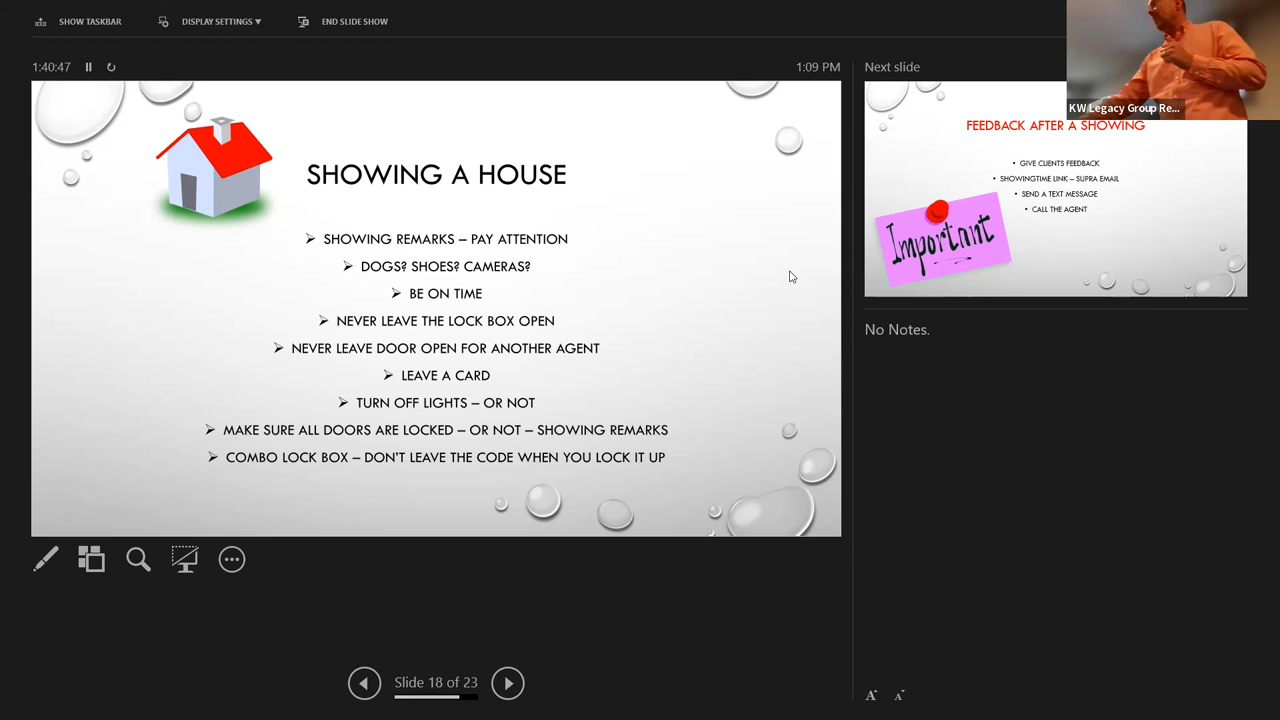 SHOW TASKBAR
DISPLAY SETTINGS ▼
END SLIDE SHOW
1:40:47
1:09 PM
SHOWING A HOUSE
SHOWING REMARKS – PAY ATTENTION
DOGS? SHOES? CAMERAS?
BE ON TIME
NEVER LEAVE THE LOCK BOX OPEN
NEVER LEAVE DOOR OPEN FOR ANOTHER AGENT
LEAVE A CARD
TURN OFF LIGHTS – OR NOT
MAKE SURE ALL DOORS ARE LOCKED – OR NOT – SHOWING REMARKS
COMBO LOCK BOX – DON'T LEAVE THE CODE WHEN YOU LOCK IT UP
Slide 18 of 23
Next slide
KW Legacy Group Re...
FEEDBACK AFTER A SHOWING
• GIVE CLIENTS FEEDBACK
• SHOWINGTIME LINK – SUPRA EMAIL
• SEND A TEXT MESSAGE
• CALL THE AGENT
Important
No Notes.
A A